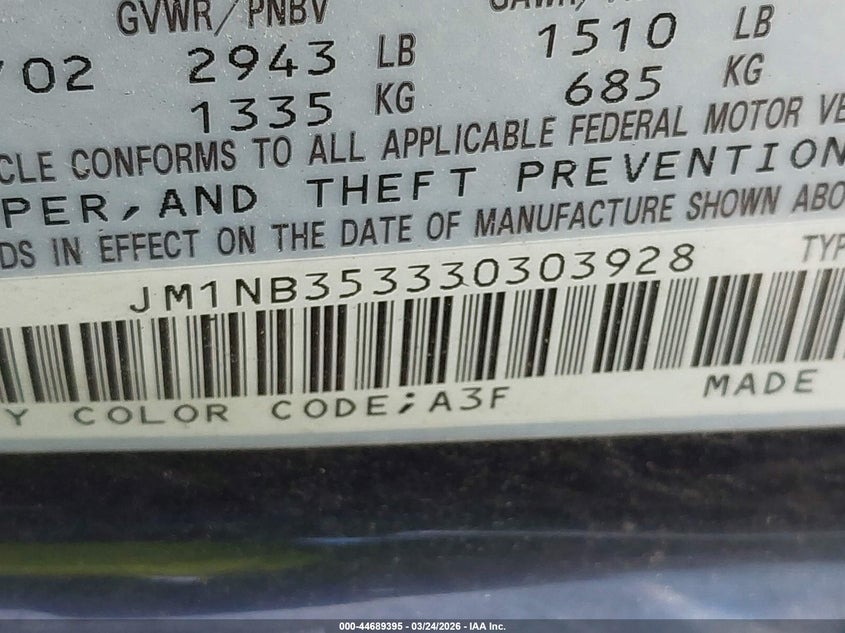 GVWR/PNBV
/02 2943 LB 1510 LB
1335 KG 685 KG
CLE CONFORMS TO ALL APPLICABLE FEDERAL MOTOR VE
PER, AND THEFT PREVENTION
DS IN EFFECT ON THE DATE OF MANUFACTURE SHOWN ABO
JM1NB353330303928 TYP
Y COLOR CODE;A3F MADE
000-44689395 - 03/24/2026 - IAA Inc.